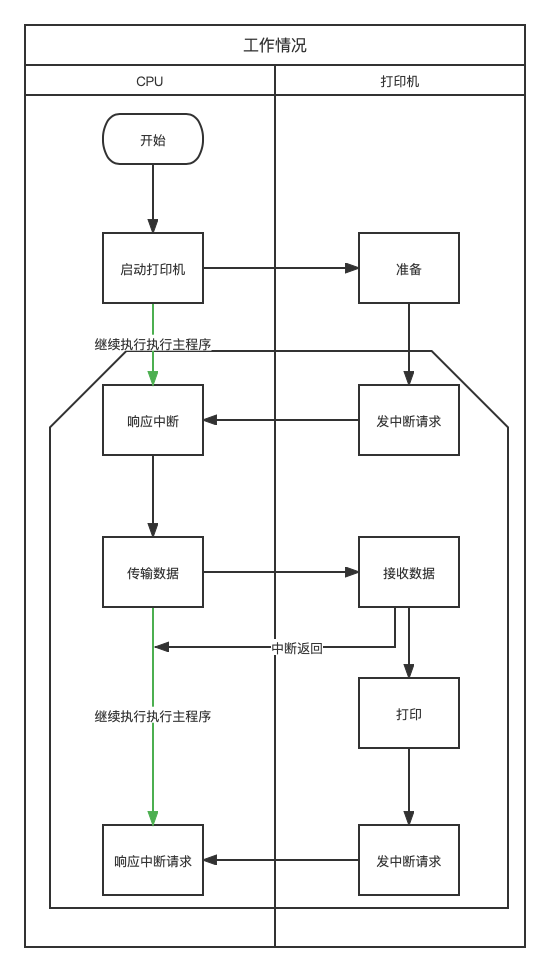 工作情况
CPU
打印机
开始
启动打印机
准备
继续执行执行主程序
响应中断
发中断请求
传输数据
接收数据
中断返回
继续执行执行主程序
打印
响应中断请求
发中断请求